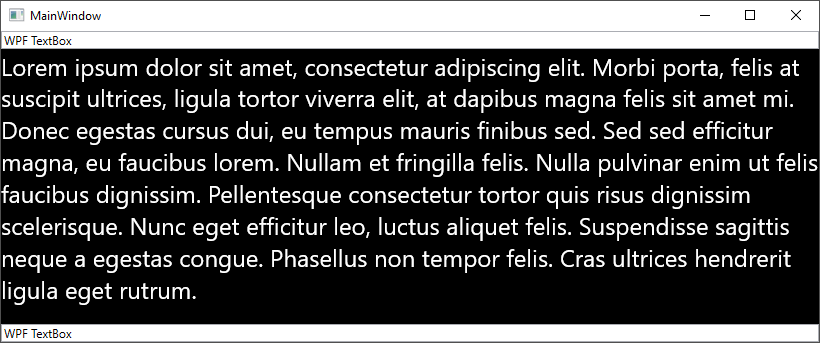 MainWindow
WPF TextBox
Lorem ipsum dolor sit amet, consectetur adipiscing elit. Morbi porta, felis at
suscipit ultrices, ligula tortor viverra elit, at dapibus magna felis sit amet mi.
Donec egestas cursus dui, eu tempus mauris finibus sed. Sed sed efficitur
magna, eu faucibus lorem. Nullam et fringilla felis. Nulla pulvinar enim ut felis
faucibus dignissim. Pellentesque consectetur tortor quis risus dignissim
scelerisque. Nunc eget efficitur leo, luctus aliquet felis. Suspendisse sagittis
neque a egestas congue. Phasellus non tempor felis. Cras ultrices hendrerit
ligula eget rutrum.
WPF TextBox